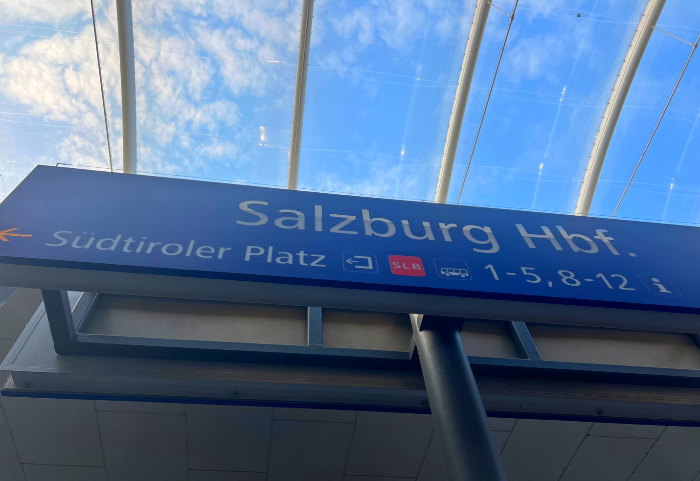 Salzburg Hbf.
Südtiroler Platz SLB 1-5, 8-12 i